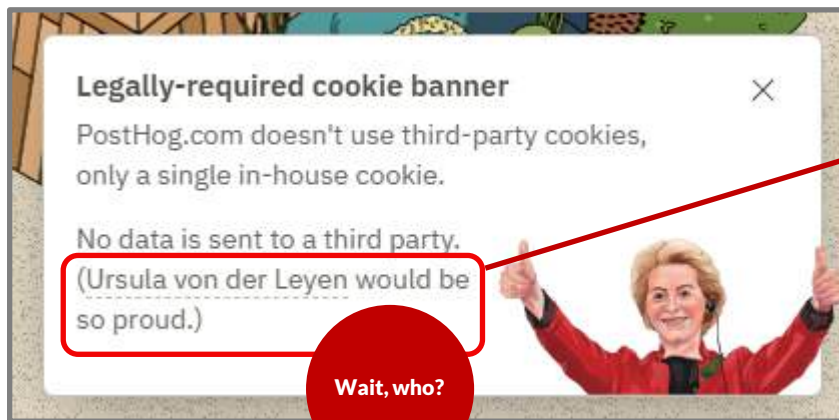 Legally-required cookie banner
PostHog.com doesn't use third-party cookies,
only a single in-house cookie.
No data is sent to a third party.
(Ursula von der Leyen would be
so proud.)
Wait, who?